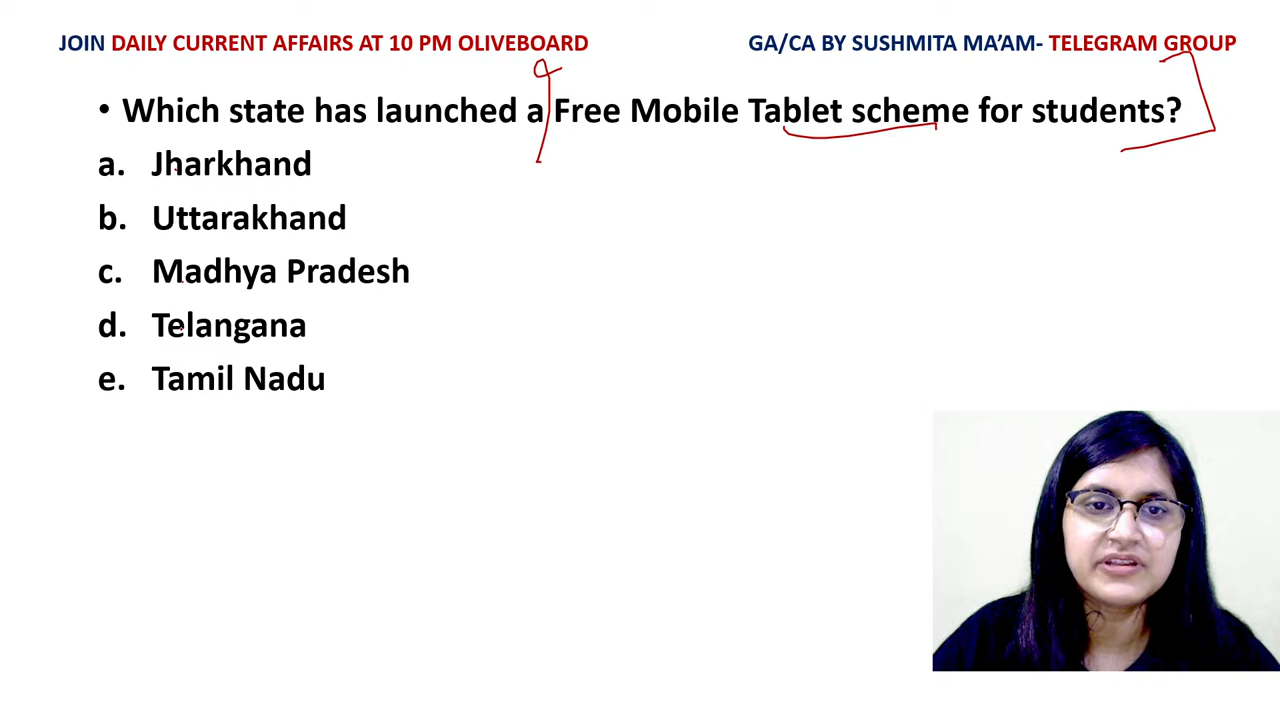 JOIN DAILY CURRENT AFFAIRS AT 10 PM OLIVEBOARD
GA/CA BY SUSHMITA MA’AM- TELEGRAM GROUP
• Which state has launched a Free Mobile Tablet scheme for students?
a. Jharkhand
b. Uttarakhand
c. Madhya Pradesh
d. Telangana
e. Tamil Nadu